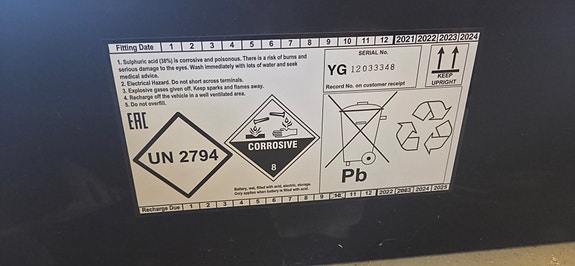 Fitting Date 1 2 3 4 5 6 7 8 9 10 11 12 2021 2022 2023 2024
1. Sulphuric acid (38%) is corrosive and poisonous. There is a risk of burns and
serious damage to the eyes. Wash immediately with lots of water and seek
medical advice.
2. Electrical Hazard. Do not short across terminals.
3. Explosive gases given off. Keep sparks and flames away.
4. Recharge off the vehicle in a well ventilated area.
5. Do not overfill.
SERIAL No.
YG 12033348
Record No. on customer receipt
KEEP
UPRIGHT
EAC
UN 2794
CORROSIVE
8
Battery, wet, filled with acid, electric, storage
Only applies when battery is filled with acid.
Pb
Recharge Due 1 2 3 4 5 6 7 8 9 10 11 12 2022 2023 2024 2025